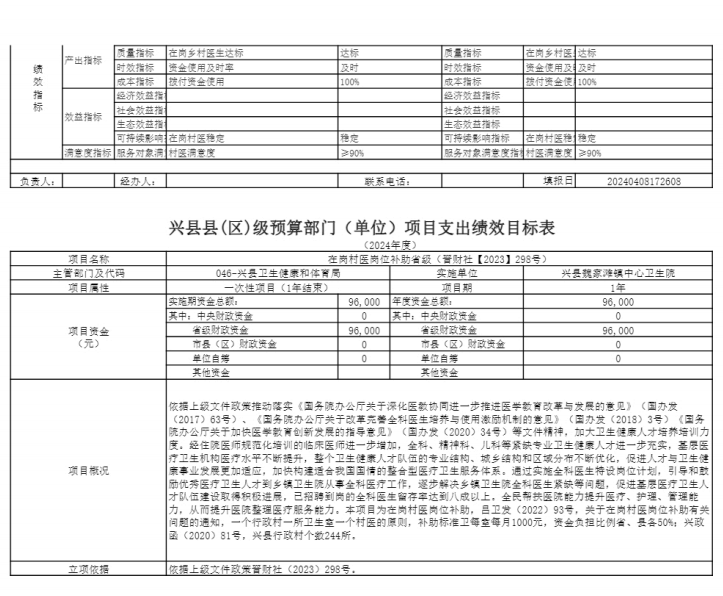 绩效指标
产出指标 质量指标 在岗乡村医生达标 达标 质量指标 在岗乡村医 达标
时效指标 资金使用及时率 及时 时效指标 资金使用及 及时
成本指标 拨付资金使用 100% 成本指标 拨付资金使 100%
效益指标 经济效益指 经济效益指标
社会效益指 社会效益指标
生态效益指 生态效益指标
可持续影响 在岗村医稳定 稳定 可持续影响指标 在岗村医稳 稳定
满意度指标 服务对象满 村医满意度 ≥90% 服务对象满意度指 村医满意度 ≥90%
负责人： 经办人： 联系电话： 填报日 20240408172608
兴县县(区)级预算部门（单位）项目支出绩效目标表
（2024年度）
项目名称 在岗村医岗位补助省级（晋财社【2023】298号）
主管部门及代码 046-兴县卫生健康和体育局 实施单位 兴县魏家滩镇中心卫生院
项目属性 一次性项目（1年结束） 项目期 1年
项目资金（元） 实施期资金总额： 96,000 年度资金总额： 96,000
其中：中央财政资金 0 其中：中央财政资金 0
省级财政资金 96,000 省级财政资金 96,000
市县（区）财政资金 0 市县（区）财政资金 0
单位自筹 0 单位自筹 0
其他资金 其他资金
项目概况
依据上级文件政策推动落实《国务院办公厅关于深化医教协同进一步推进医学教育改革与发展的意见》（国办发
（2017）63号）、《国务院办公厅关于改革完善全科医生培养与使用激励机制的意见》（国办发（2018）3号）《国务
院办公厅关于加快医学教育创新发展的指导意见》（国办发（2020）34号）等文件精神，加大卫生健康人才培养培训力
度。经住院医师规范化培训的临床医师进一步增加，全科、精神科、儿科等紧缺专业卫生健康人才进一步充实，基层医
疗卫生机构医疗水平不断提升，整个卫生健康人才队伍的专业结构、城乡结构和区域分布不断优化，促进人才与卫生健
康事业发展更加适应，加快构建适合我国国情的整合型医疗卫生服务体系。通过实施全科医生特设岗位计划，引导和鼓
励优秀医疗卫生人才到乡镇卫生院从事全科医疗工作，逐步解决乡镇卫生院全科医生紧缺等问题，促进基层医疗卫生人
才队伍建设取得积极进展，已招聘到岗的全科医生留存率达到八成以上。全民帮扶医院能力提升医疗、护理、管理能
力，从而提升医院整理医疗服务能力。本项目为在岗村医岗位补助，吕卫发（2022）93号，关于在岗村医岗位补助有关
问题的通知，一个行政村一所卫生室一个村医的原则，补助标准卫每室每月1000元，资金负担比例省、县各50%；兴政
函（2020）81号，兴县行政村个数244所。
立项依据 依据上级文件政策晋财社（2023）298号。